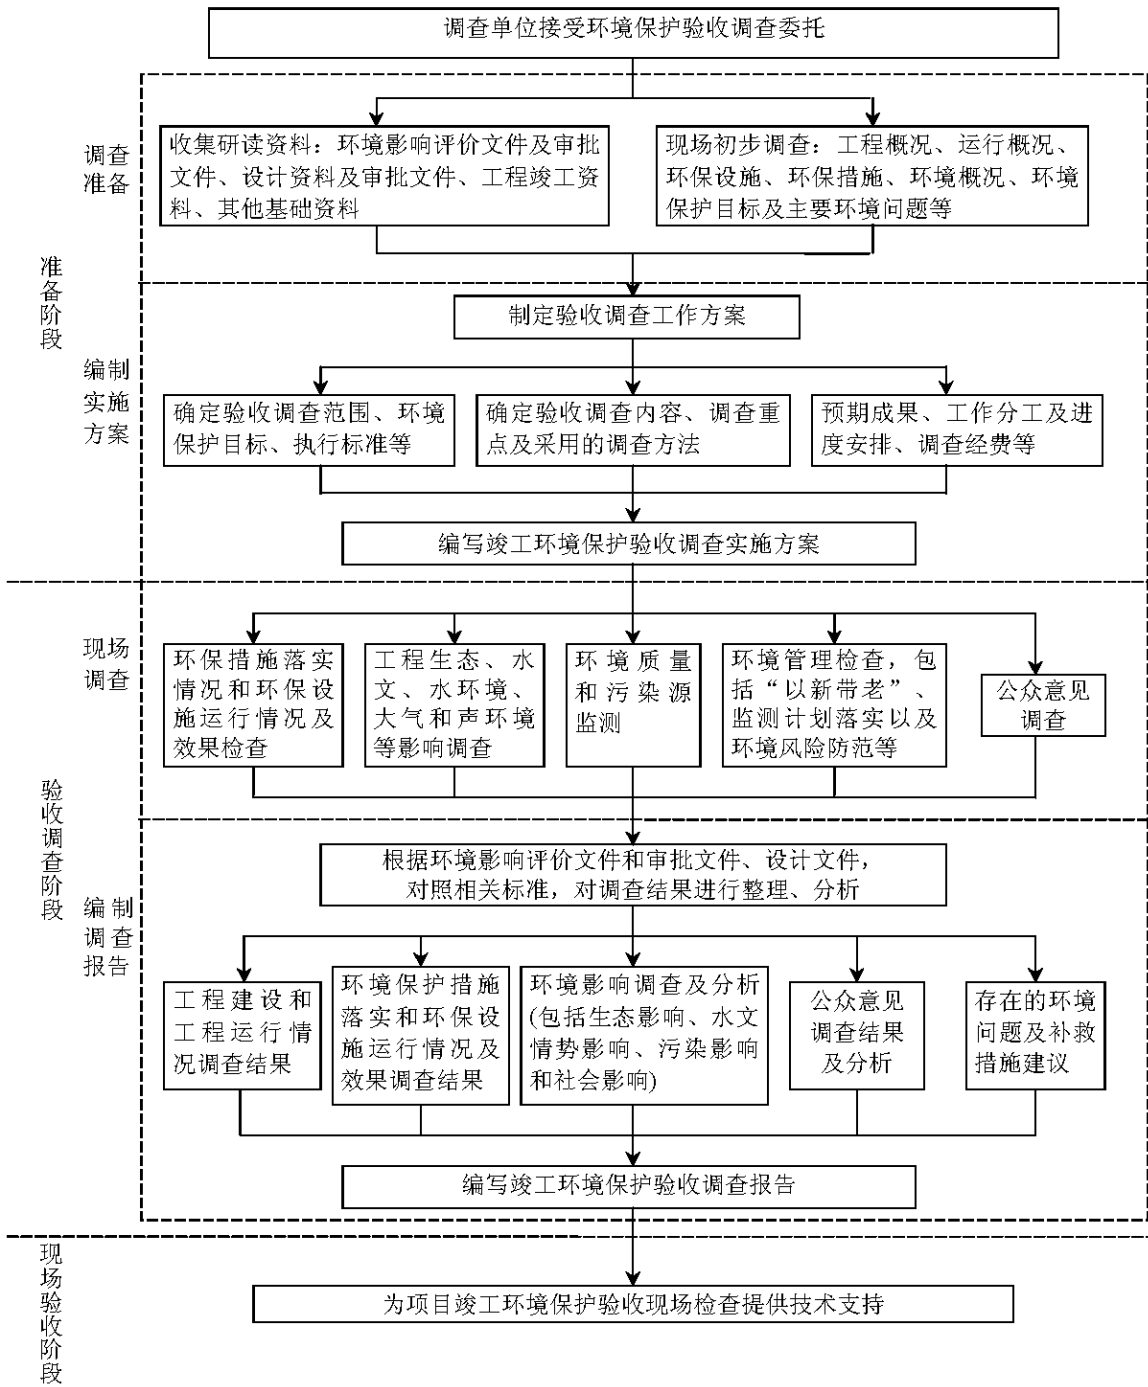 调查单位接受环境保护验收调查委托
调查
准备
收集研读资料：环境影响评价文件及审批
文件、设计资料及审批文件、工程竣工资
料、其他基础资料
现场初步调查：工程概况、运行概况、
环保设施、环保措施、环境概况、环境
保护目标及主要环境问题等
准
备
阶
段
制定验收调查工作方案
编制
实施
方案
确定验收调查范围、环境
保护目标、执行标准等
确定验收调查内容、调查重
点及采用的调查方法
预期成果、工作分工及进
度安排、调查经费等
编写竣工环境保护验收调查实施方案
现场
调查
环保措施落实
情况和环保设
施运行情况及
效果检查
工程生态、水
文、水环境、
大气和声环境
等影响调查
环境质量
和污染源
监测
环境管理检查，包
括“以新带老”、
监测计划落实以及
环境风险防范等
公众意见
调查
验
收
调
查
阶
段
根据环境影响评价文件和审批文件、设计文件，
对照相关标准，对调查结果进行整理、分析
编制
调查
报告
工程建设和
工程运行情
况调查结果
环境保护措施
落实和环保设
施运行情况及
效果调查结果
环境影响调查及分析
(包括生态影响、水文
情势影响、污染影响
和社会影响)
公众意见
调查结果
及分析
存在的环境
问题及补救
措施建议
编写竣工环境保护验收调查报告
现
场
验
收
阶
段
为项目竣工环境保护验收现场检查提供技术支持